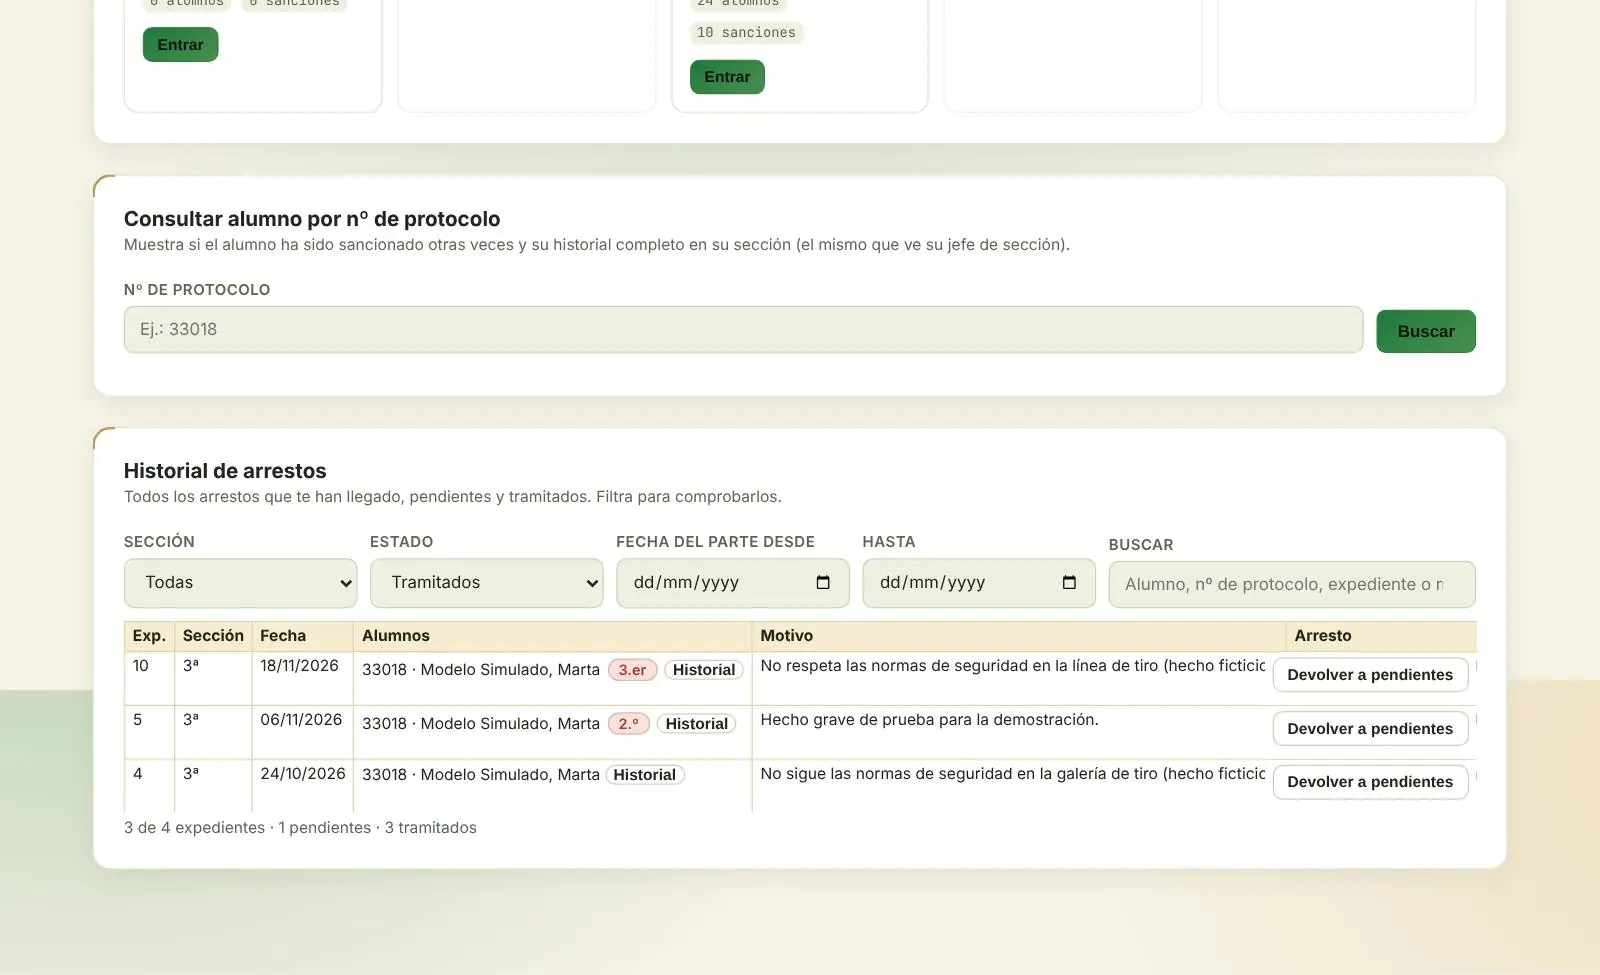 0 alumnos 0 sanciones
24 alumnos
10 sanciones
Entrar
Entrar
Consultar alumno por nº de protocolo
Muestra si el alumno ha sido sancionado otras veces y su historial completo en su sección (el mismo que ve su jefe de sección).
Nº DE PROTOCOLO
Ej.: 33018
Buscar
Historial de arrestos
Todos los arrestos que te han llegado, pendientes y tramitados. Filtra para comprobarlos.
SECCIÓN ESTADO FECHA DEL PARTE DESDE HASTA BUSCAR
Todas Tramitados dd/mm/yyyy dd/mm/yyyy Alumno, nº de protocolo, expediente o
Exp. Sección Fecha Alumnos Motivo Arresto
10 3ª 18/11/2026 33018 · Modelo Simulado, Marta 3.er Historial No respeta las normas de seguridad en la línea de tiro (hecho ficticio Devolver a pendientes
5 3ª 06/11/2026 33018 · Modelo Simulado, Marta 2.º Historial Hecho grave de prueba para la demostración. Devolver a pendientes
4 3ª 24/10/2026 33018 · Modelo Simulado, Marta Historial No sigue las normas de seguridad en la galería de tiro (hecho ficticio Devolver a pendientes
3 de 4 expedientes · 1 pendientes · 3 tramitados